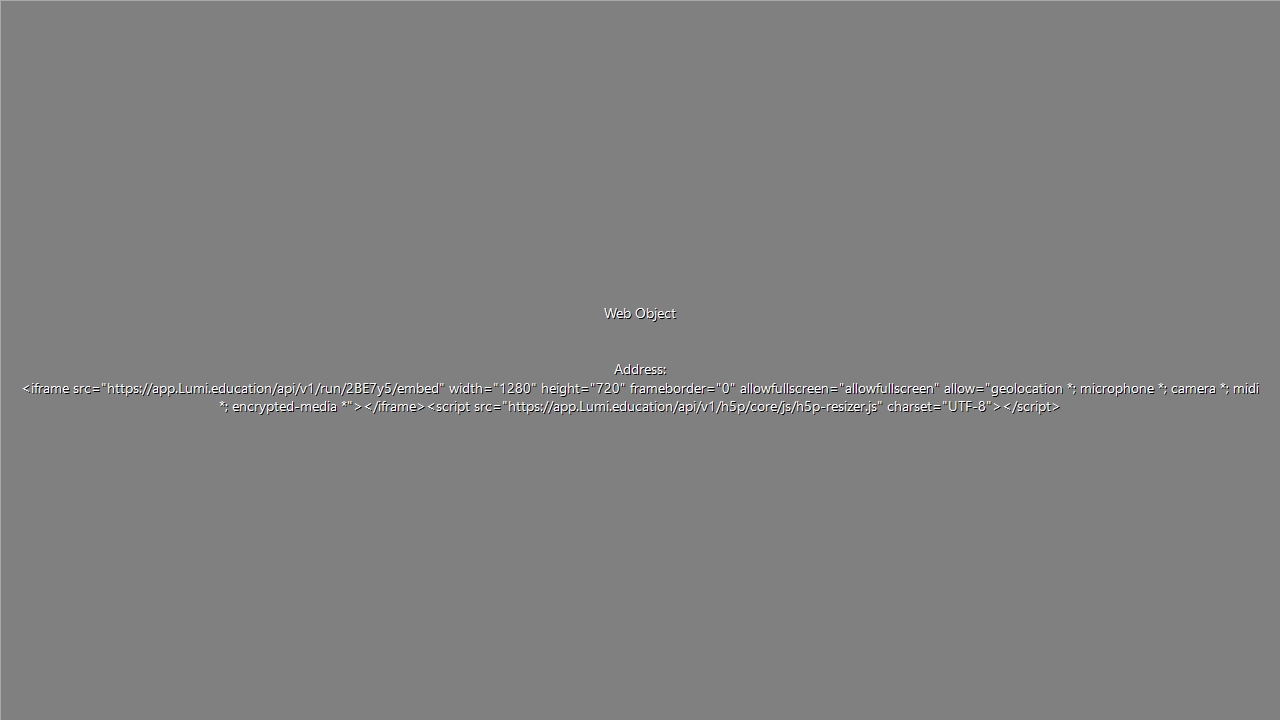 Web Object
Address:
<iframe src="https://app.Lumi.education/api/v1/run/2BE7y5/embed" width="1280" height="720" frameborder="0" allowfullscreen="allowfullscreen" allow="geolocation *; microphone *; camera *; midi
*; encrypted-media *"></iframe><script src="https://app.Lumi.education/api/v1/h5p/core/js/h5p-resizer.js" charset="UTF-8"></script>